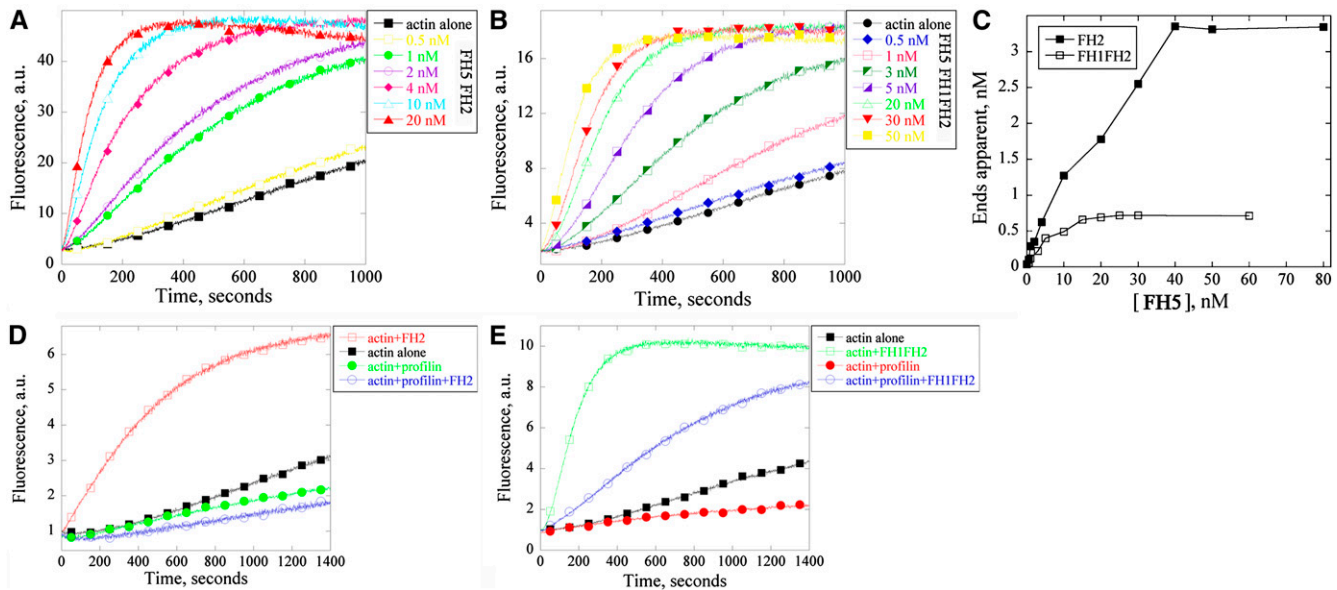 A
Fluorescence, a.u.
40
30
20
10
0
0 200 400 600 800 1000
Time, seconds
actin alone
0.5 nM
1 nM
2 nM
4 nM
10 nM
20 nM
FH5 FH2
B
Fluorescence, a.u.
16
12
8
4
0 200 400 600 800 1000
Time, seconds
actin alone
0.5 nM
1 nM
3 nM
5 nM
20 nM
30 nM
50 nM
FH5 FH1FH2
C
Ends apparent, nM
3
2.5
2
1.5
1
0.5
0
0 10 20 30 40 50 60 70 80
[ FH5 ], nM
FH2
FH1FH2
D
Fluorescence, a.u.
6
5
4
3
2
1
0 200 400 600 800 1000 1400
Time, seconds
actin+FH2
actin alone
actin+profilin
actin+profilin+FH2
E
Fluorescence, a.u.
10
8
6
4
2
0
0 200 400 600 800 1000 1400
Time, seconds
actin alone
actin+FH1FH2
actin+profilin
actin+profilin+FH1FH2